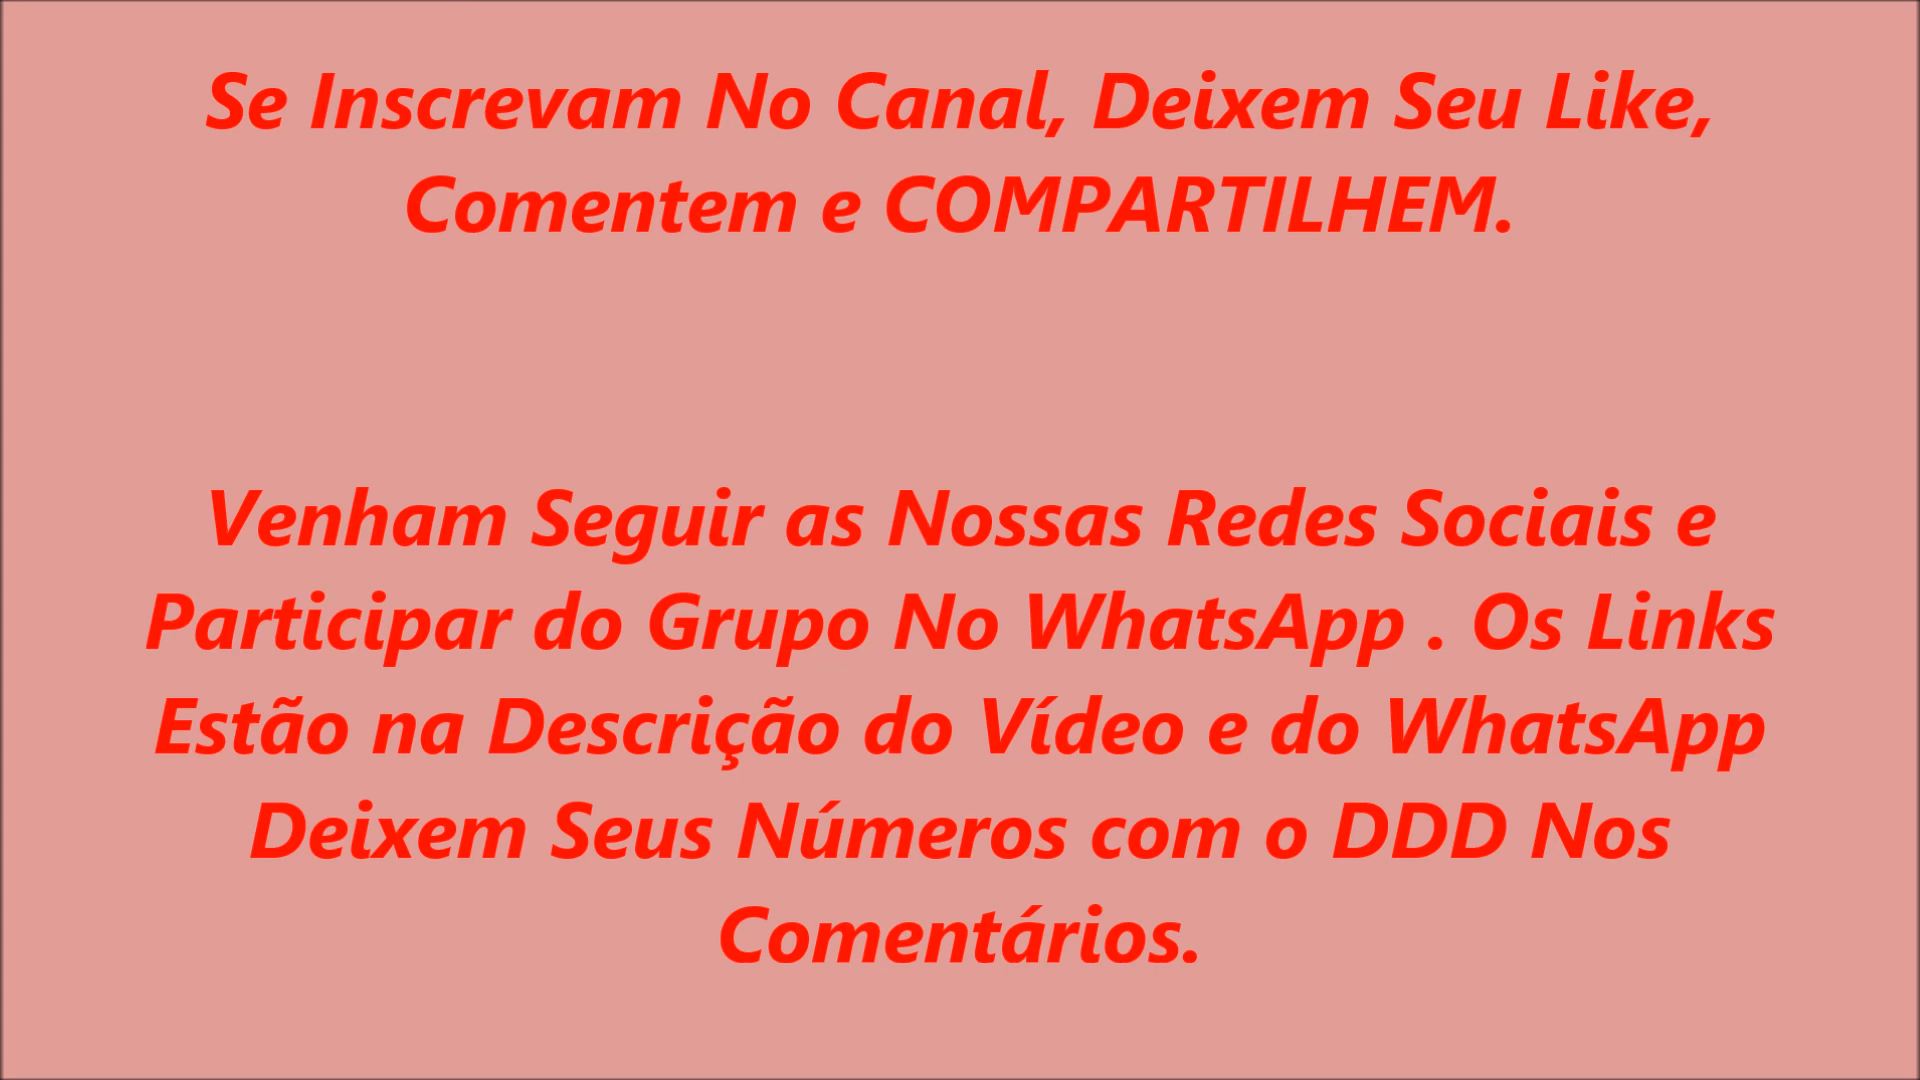 Se Inscrevam No Canal, Deixem Seu Like,
Comentem e COMPARTILHEM.
Venham Seguir as Nossas Redes Sociais e
Participar do Grupo No WhatsApp . Os Links
Estão na Descrição do Vídeo e do WhatsApp
Deixem Seus Números com o DDD Nos
Comentários.